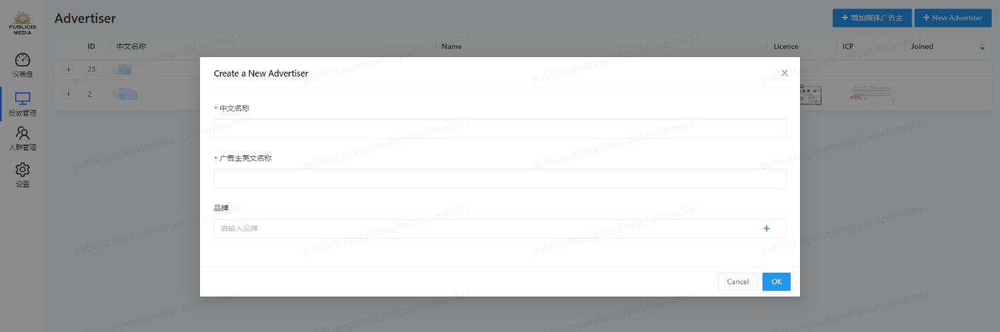 PUBLICIS
MEDIA
Advertiser
增加媒体广告主
New Advertiser
ID
中文名称
Name
Licence
ICP
Joined
23
2
仪表盘
投放管理
人群管理
设置
Create a New Advertiser
* 中文名称
* 广告主英文名称
品牌
请输入品牌
Cancel
OK
publicis.operation@publicismedia.